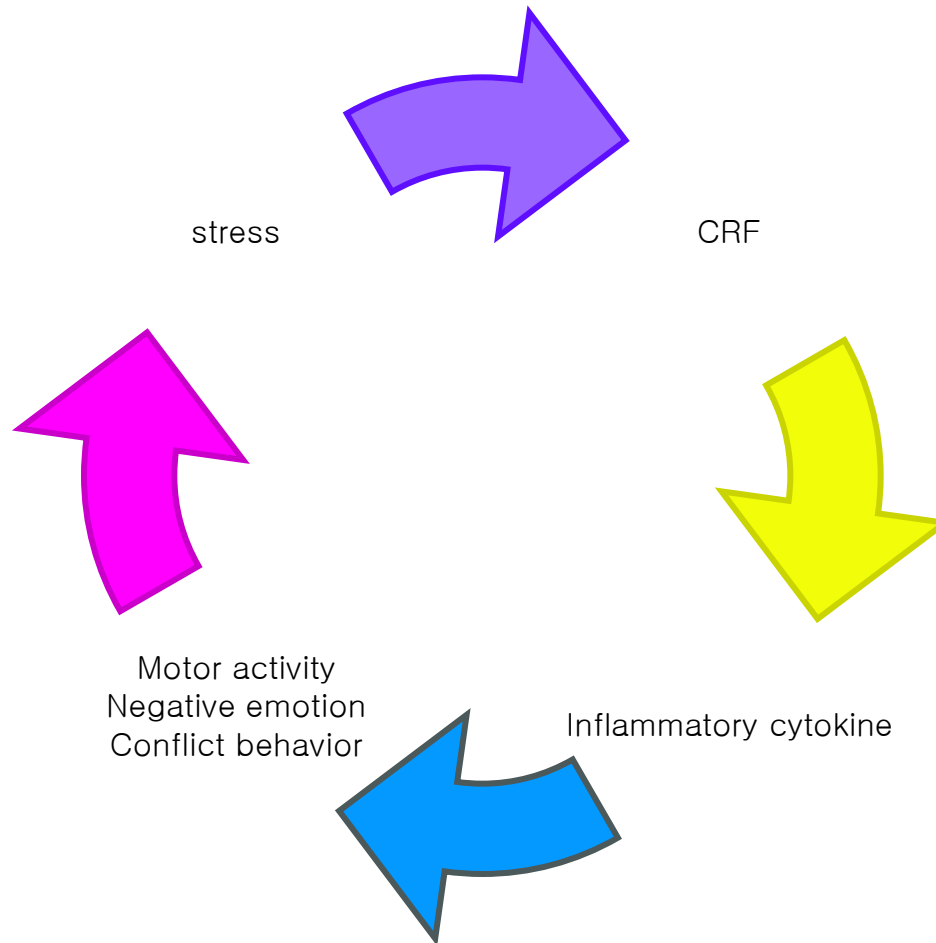 stress
CRF
Motor activity
Negative emotion
Conflict behavior
Inflammatory cytokine